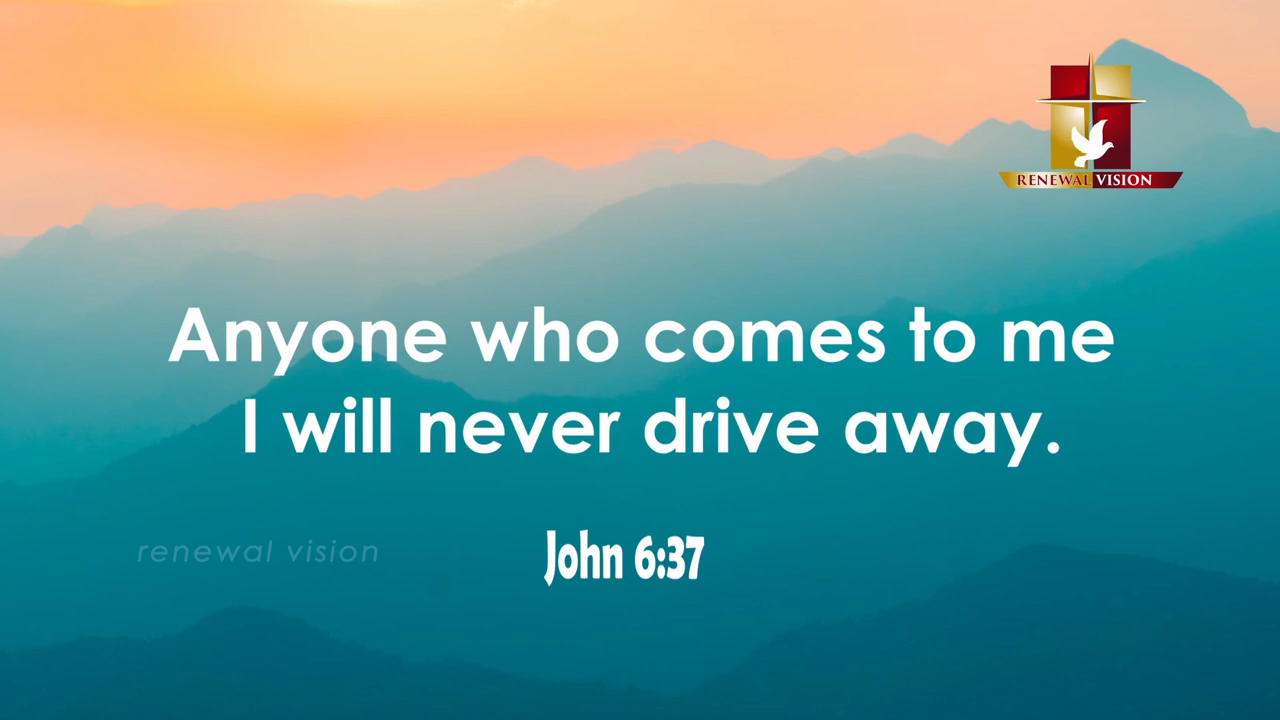 RENEWAL VISION
Anyone who comes to me
I will never drive away.
renewal vision
John 6:37